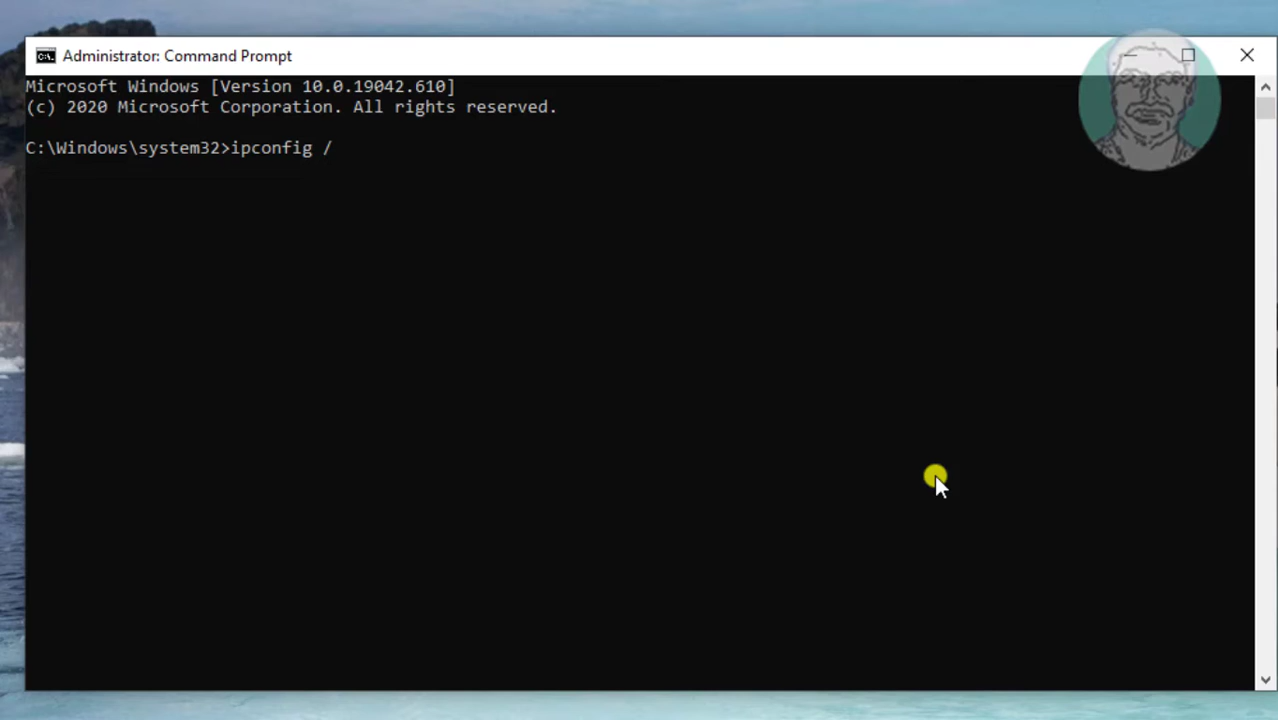 Administrator: Command Prompt
Microsoft Windows [Version 10.0.19042.610]
(c) 2020 Microsoft Corporation. All rights reserved.
C:\Windows\system32>ipconfig /